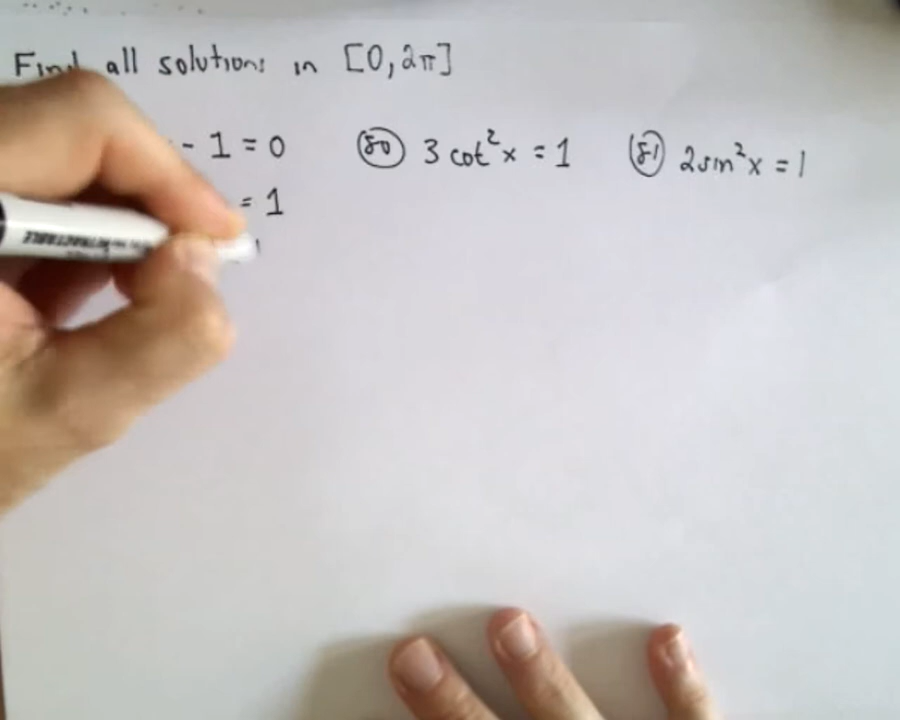 Find all solutions in [0,2π]
- 1 = 0 (80) 3 cot²x = 1 (81) 2sin²x = 1
= 1